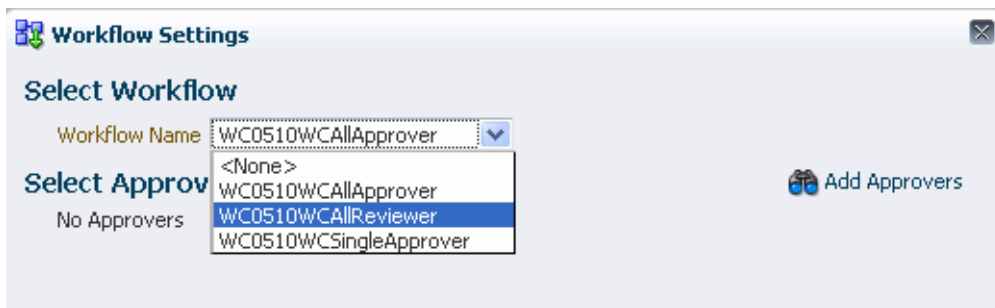 Workflow Settings
Select Workflow
Workflow Name WC0510WCAllApprover
<None>
Select Approv WC0510WCAllApprover Add Approvers
No Approvers WC0510WCAllReviewer
WC0510WCSingleApprover